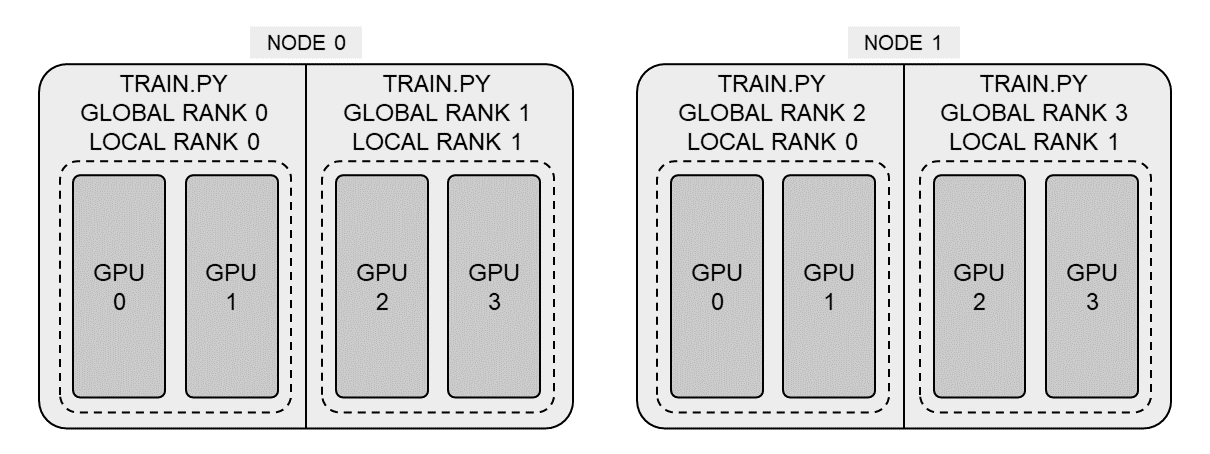 NODE 0
TRAIN.PY
GLOBAL RANK 0
LOCAL RANK 0
GPU
0
GPU
1
TRAIN.PY
GLOBAL RANK 1
LOCAL RANK 1
GPU
2
GPU
3
NODE 1
TRAIN.PY
GLOBAL RANK 2
LOCAL RANK 0
GPU
0
GPU
1
TRAIN.PY
GLOBAL RANK 3
LOCAL RANK 1
GPU
2
GPU
3